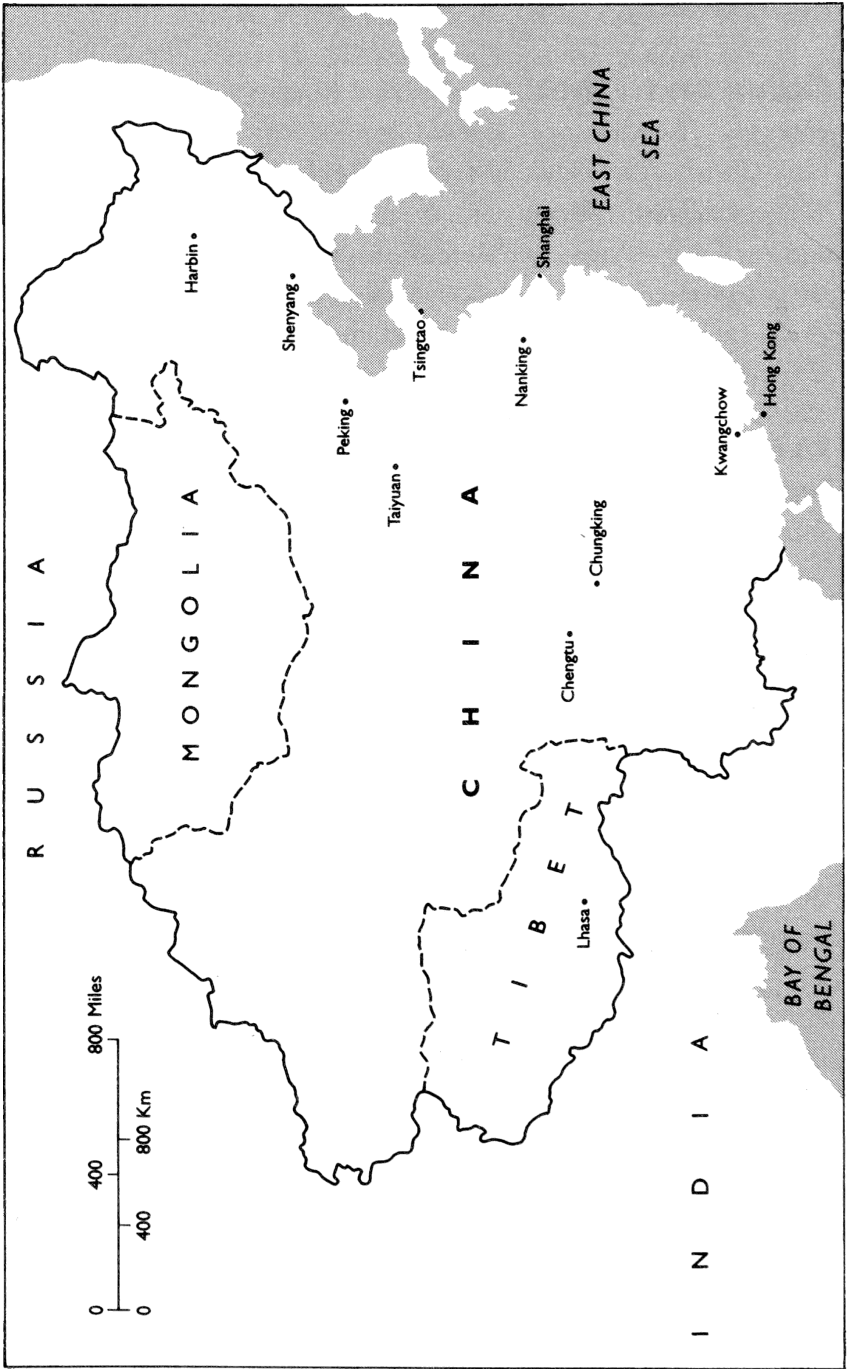 RUSSIA
MONGOLIA
CHINA
TIBET
INDIA
Harbin
Shenyang
Peking
Taiyuan
Tsingtao
Nanking
Shanghai
Chengtu
Chungking
Kwangchow
Hong Kong
Lhasa
EAST CHINA
SEA
BAY OF
BENGAL
0 400 800 Miles
0 400 800 Km